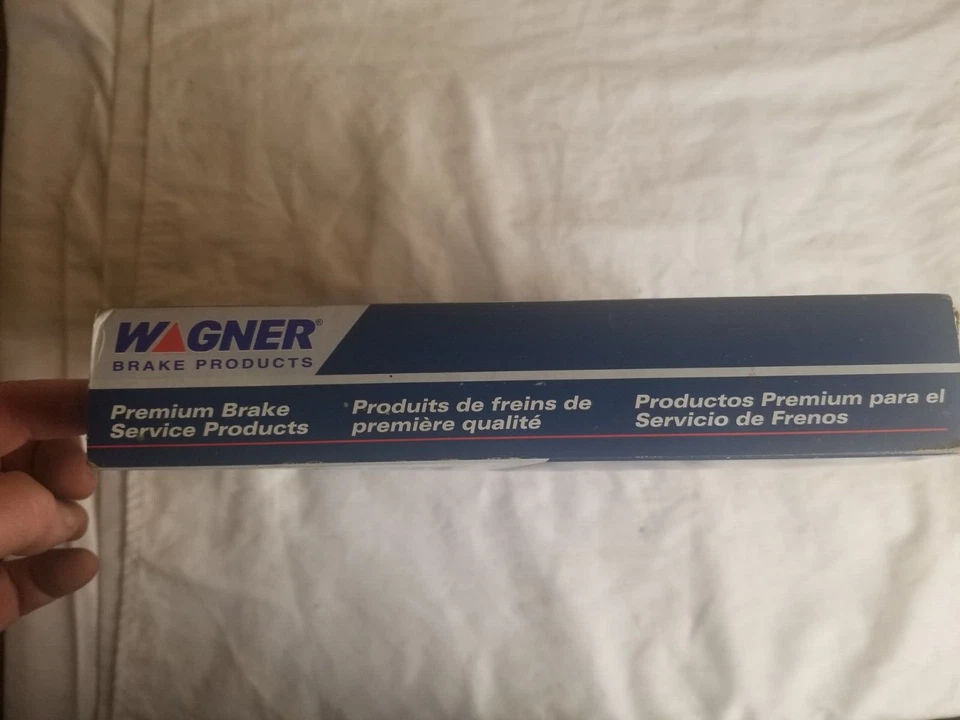 WAGNER®
BRAKE PRODUCTS
Premium Brake
Service Products
Produits de freins de
première qualité
Productos Premium para el
Servicio de Frenos